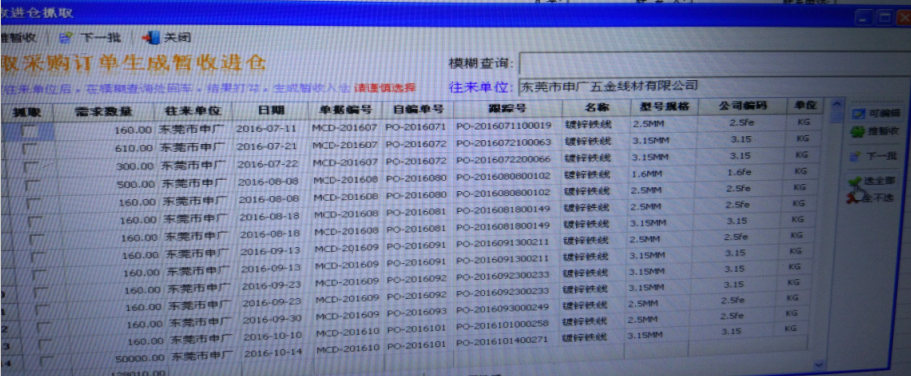 收进仓抓取
推暂收 下一批 关闭
取采购订单生成暂收进仓 模糊查询:
往来单位后,在模糊查询处回车,结果打勾,生成暂收入仓 请谨慎选择 往来单位: 东莞市申广五金线材有限公司
抓取 需求数量 往来单位 日期 单据编号 自编单号 跟踪号 名称 型号规格 公司编码 单位 可编辑
160.00 东莞市申广 2016-07-11 MCD-201607 PO-2016071 PO-2016071100019 镀锌铁线 2.5MM 2.5fe KG 推暂收
610.00 东莞市申广 2016-07-21 MCD-201607 PO-2016072 PO-2016072100063 镀锌铁线 3.15MM 3.15 KG
300.00 东莞市申广 2016-07-22 MCD-201607 PO-2016072 PO-2016072200066 镀锌铁线 3.15MM 3.15 KG 下一批
500.00 东莞市申广 2016-08-08 MCD-201608 PO-2016080 PO-2016080800102 镀锌铁线 1.6MM 1.6fe KG 选全部
160.00 东莞市申广 2016-08-08 MCD-201608 PO-2016080 PO-2016080800102 镀锌铁线 2.5MM 2.5fe KG 全不选
160.00 东莞市申广 2016-08-18 MCD-201608 PO-2016081 PO-2016081800149 镀锌铁线 2.5MM 3.15 KG
160.00 东莞市申广 2016-08-18 MCD-201608 PO-2016081 PO-2016081800149 镀锌铁线 3.15MM 2.5fe KG
160.00 东莞市申广 2016-09-13 MCD-201609 PO-2016091 PO-2016091300211 镀锌铁线 2.5MM 3.15 KG
160.00 东莞市申广 2016-09-13 MCD-201609 PO-2016091 PO-2016091300211 镀锌铁线 3.15MM 3.15 KG
160.00 东莞市申广 2016-09-23 MCD-201609 PO-2016092 PO-2016092300233 镀锌铁线 3.15MM 3.15 KG
160.00 东莞市申广 2016-09-23 MCD-201609 PO-2016092 PO-2016092300233 镀锌铁线 2.5MM 2.5fe KG
160.00 东莞市申广 2016-09-30 MCD-201609 PO-2016093 PO-2016093000249 镀锌铁线 2.5MM 2.5fe KG
160.00 东莞市申广 2016-10-10 MCD-201610 PO-2016101 PO-2016101000258 镀锌铁线 3.15MM 3.15 KG
50000.00 东莞市申广 2016-10-14 MCD-201610 PO-2016101 PO-2016101400271
128010.00